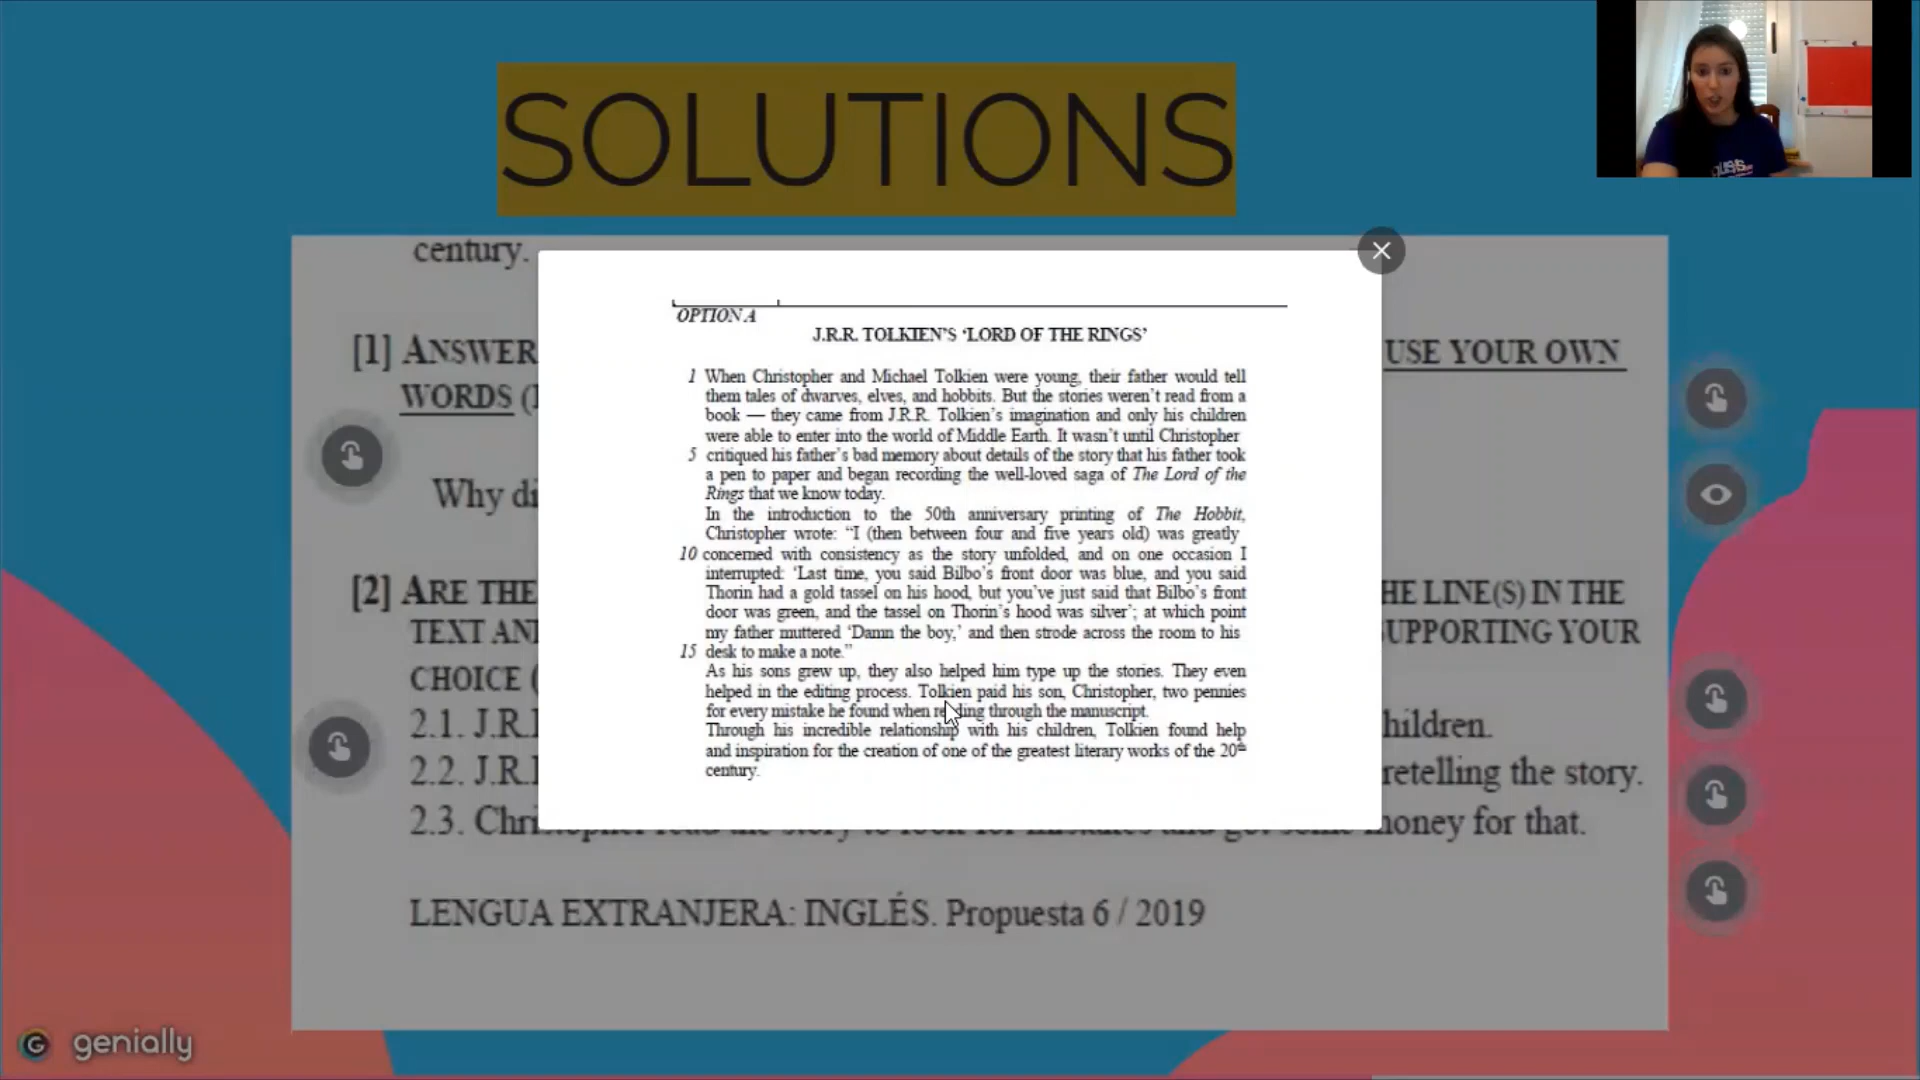 SOLUTIONS
century.
[1] ANSWER
USE YOUR OWN
WORDS
Why di
[2] ARE THE
HE LINE(S) IN THE
TEXT AN
UPPORTING YOUR
CHOICE (
2.1. J.R.
hildren.
2.2. J.R.
retelling the story.
2.3. Christopher read the story to look for mistakes and got some money for that.
LENGUA EXTRANJERA: INGLÉS. Propuesta 6 / 2019
OPTION A
J.R.R. TOLKIEN'S 'LORD OF THE RINGS'
1 When Christopher and Michael Tolkien were young, their father would tell
them tales of dwarves, elves, and hobbits. But the stories weren't read from a
book — they came from J.R.R. Tolkien's imagination and only his children
were able to enter into the world of Middle Earth. It wasn't until Christopher
5 critiqued his father's bad memory about details of the story that his father took
a pen to paper and began recording the well-loved saga of The Lord of the
Rings that we know today.
In the introduction to the 50th anniversary printing of The Hobbit,
Christopher wrote: “I (then between four and five years old) was greatly
10 concerned with consistency as the story unfolded, and on one occasion I
interrupted: ‘Last time, you said Bilbo's front door was blue, and you said
Thorin had a gold tassel on his hood, but you've just said that Bilbo's front
door was green, and the tassel on Thorin's hood was silver’; at which point
my father muttered ‘Damn the boy,’ and then strode across the room to his
15 desk to make a note.”
As his sons grew up, they also helped him type up the stories. They even
helped in the editing process. Tolkien paid his son, Christopher, two pennies
for every mistake he found when reading through the manuscript.
Through his incredible relationship with his children, Tolkien found help
and inspiration for the creation of one of the greatest literary works of the 20th
century.
genially